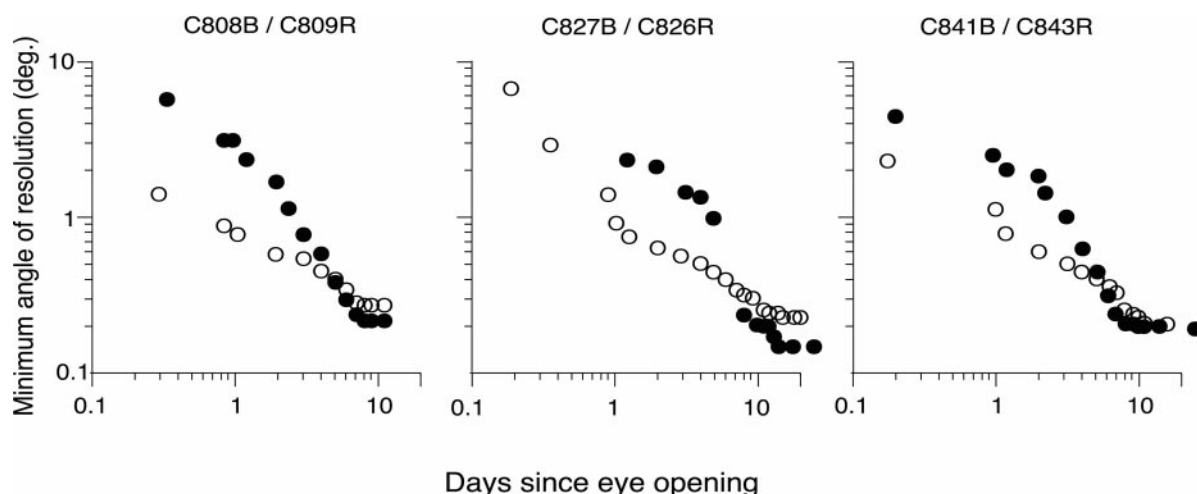 C808B / C809R
C827B / C826R
C841B / C843R
Minimum angle of resolution (deg.)
10
1
0.1
0.1 1 10
0.1 1 10
0.1 1 10
Days since eye opening